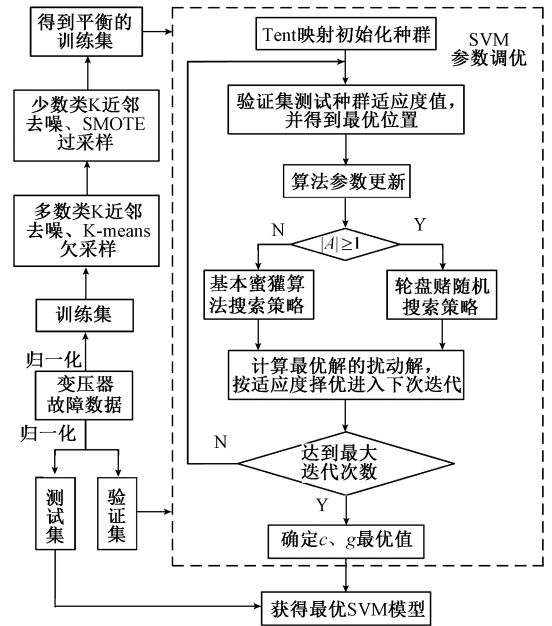 得到平衡的
训练集
少数类K近邻
去噪、SMOTE
过采样
多数类K近邻
去噪、K-means
欠采样
训练集
归一化
变压器
故障数据
归一化
测试集
验证集
SVM
参数调优
Tent映射初始化种群
验证集测试种群适应度值，
并得到最优位置
算法参数更新
N
|A|≥1
Y
基本蜜獾算
法搜索策略
轮盘赌随机
搜索策略
计算最优解的扰动解，
按适应度择优进入下次迭代
N
达到最大
迭代次数
Y
确定c、g最优值
获得最优SVM模型